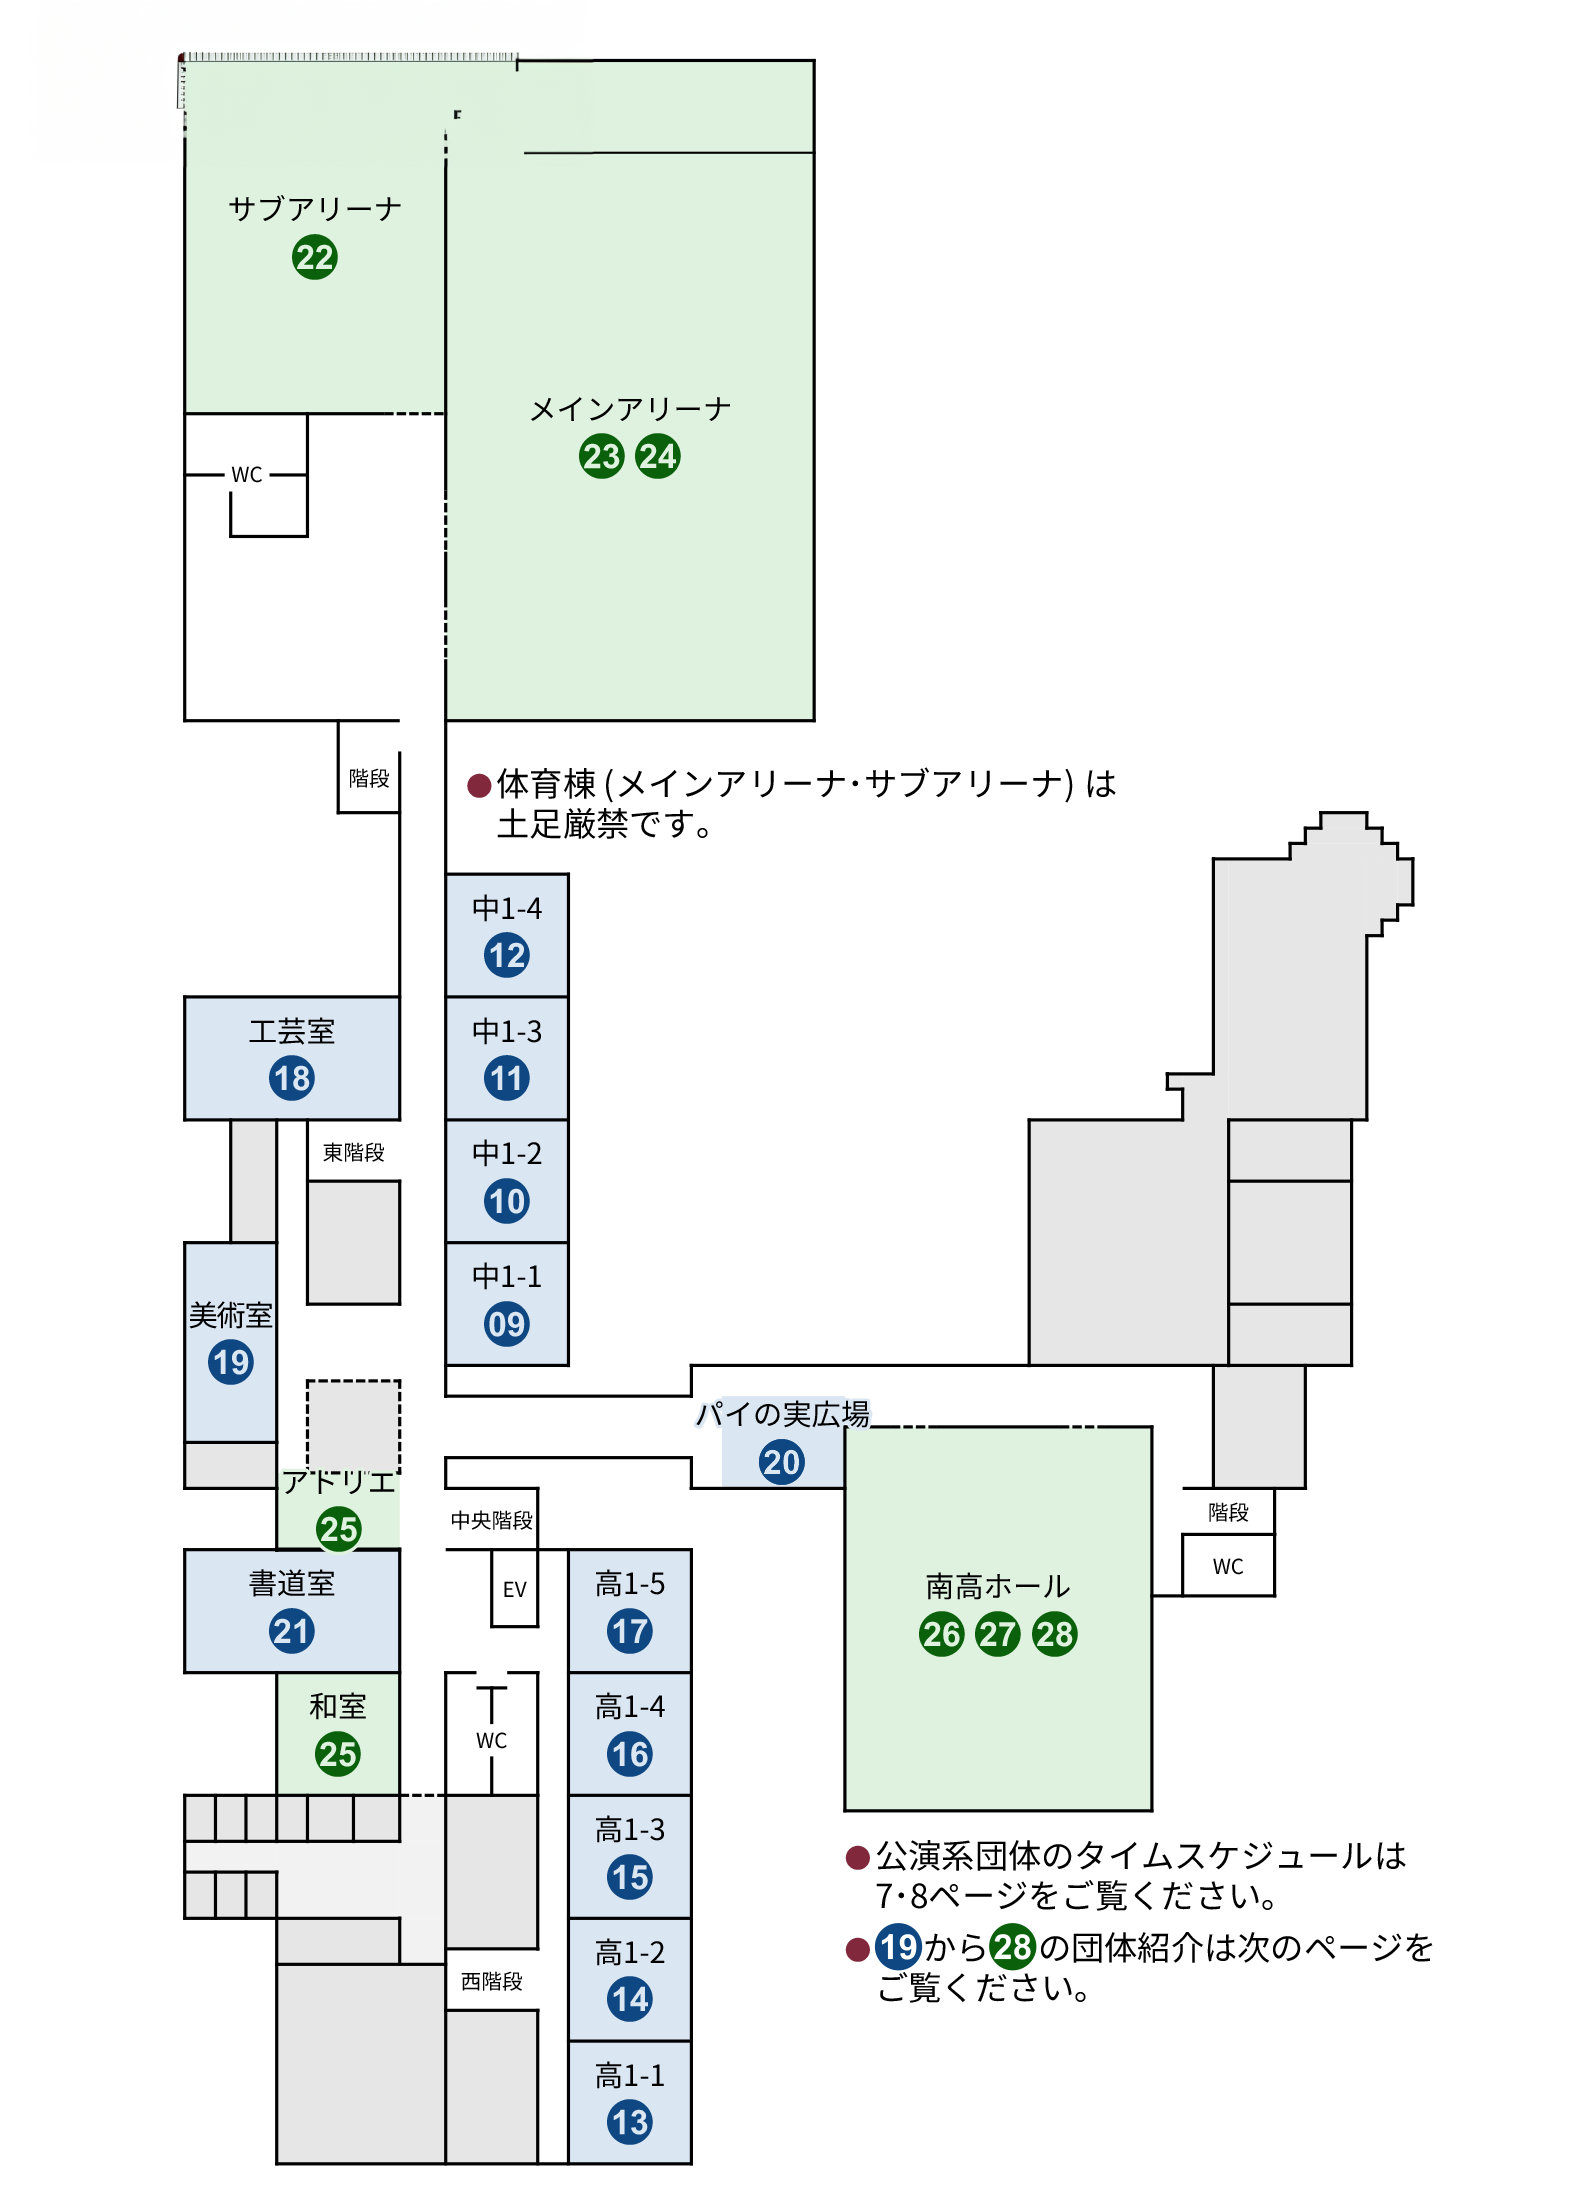 サブアリーナ
22
メインアリーナ
23 24
WC
階段
●体育棟(メインアリーナ･サブアリーナ)は
土足厳禁です。
中1-4
12
工芸室
18
中1-3
11
東階段
中1-2
10
美術室
19
中1-1
09
パイの実広場
20
アトリエ
25
中央階段
階段
WC
書道室
21
EV
高1-5
17
南高ホール
26 27 28
和室
25
WC
高1-4
16
高1-3
15
●公演系団体のタイムスケジュールは
7･8ページをご覧ください。
●19から28の団体紹介は次のページを
ご覧ください。
西階段
高1-2
14
高1-1
13